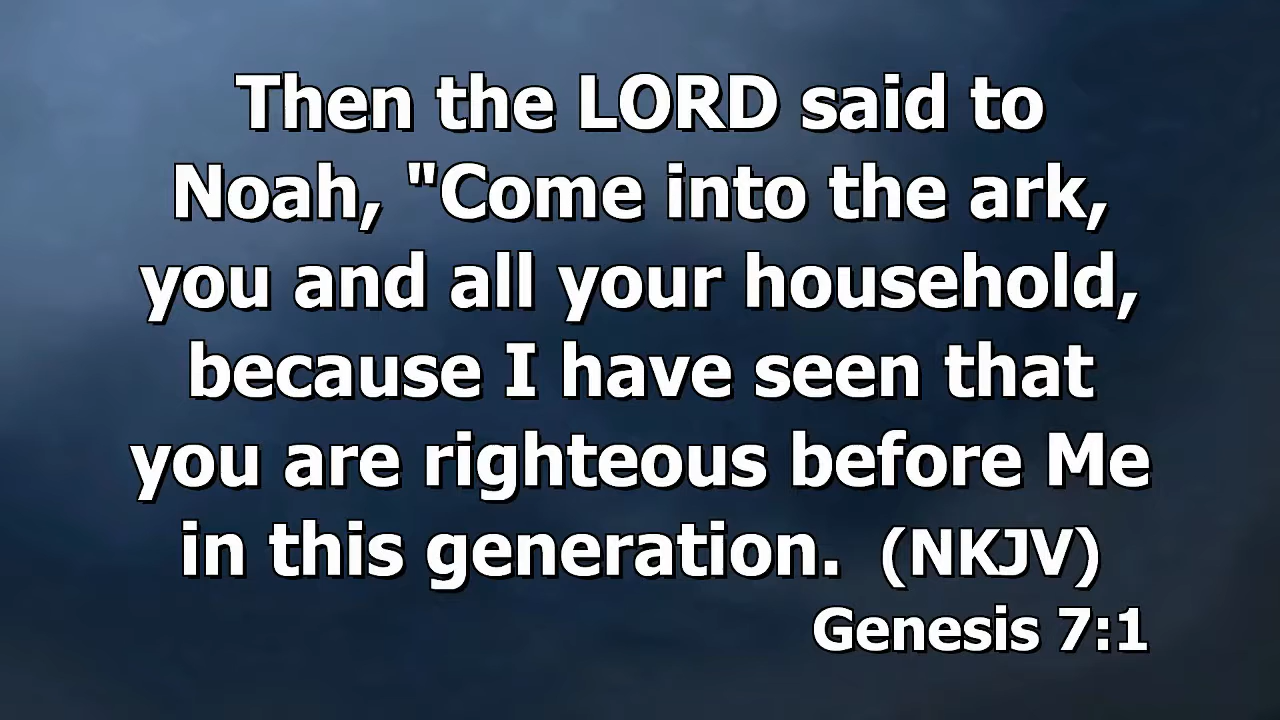 Then the LORD said to
Noah, "Come into the ark,
you and all your household,
because I have seen that
you are righteous before Me
in this generation.  (NKJV)
Genesis 7:1